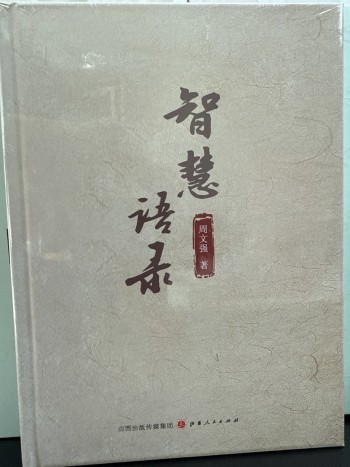 智慧
语录
周文强 著
山西出版传媒集团 山西人民出版社